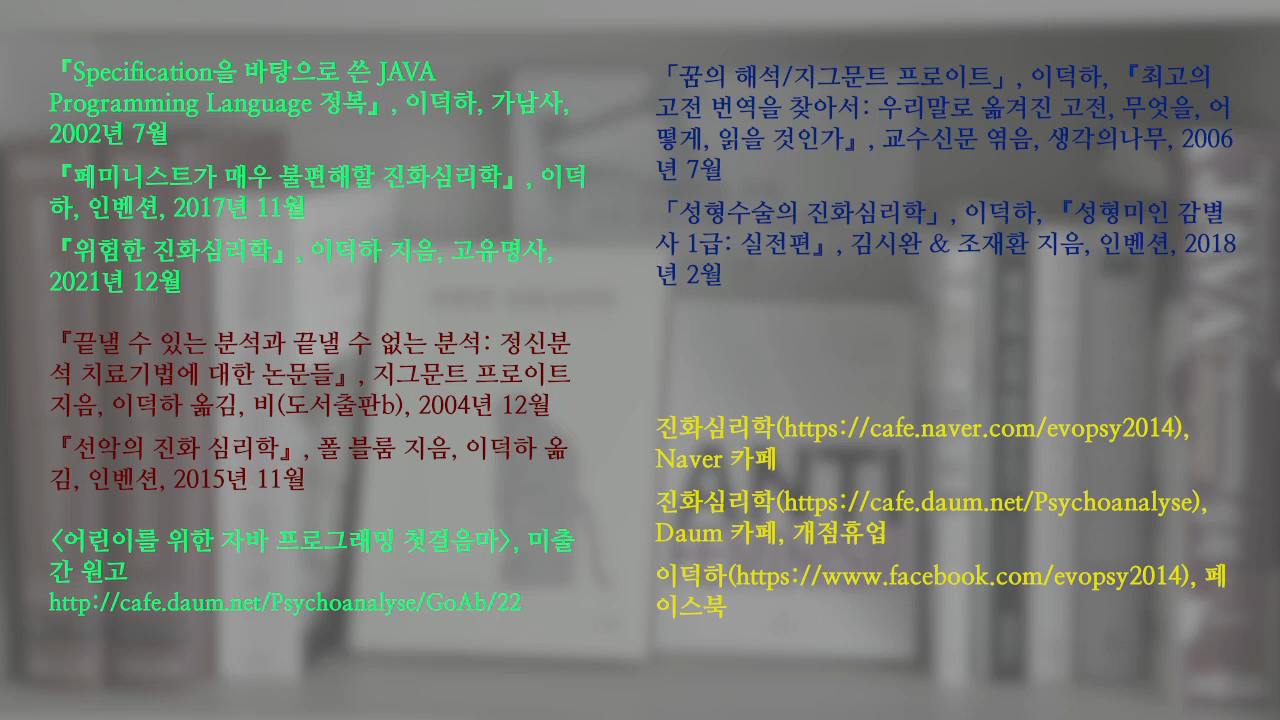 『Specification을 바탕으로 쓴 JAVA
Programming Language 정복』, 이덕하, 가남사,
2002년 7월
『페미니스트가 매우 불편해할 진화심리학』, 이덕
하, 인벤션, 2017년 11월
『위험한 진화심리학』, 이덕하 지음, 고유명사,
2021년 12월
『끝낼 수 있는 분석과 끝낼 수 없는 분석: 정신분
석 치료기법에 대한 논문들』, 지그문트 프로이트
지음, 이덕하 옮김, 비(도서출판b), 2004년 12월
『선악의 진화 심리학』, 폴 블룸 지음, 이덕하 옮
김, 인벤션, 2015년 11월
〈어린이를 위한 자바 프로그래밍 첫걸음마〉, 미출
간 원고
http://cafe.daum.net/Psychoanalyse/GoAb/22
「꿈의 해석/지그문트 프로이트」, 이덕하, 『최고의
고전 번역을 찾아서: 우리말로 옮겨진 고전, 무엇을, 어
떻게, 읽을 것인가』, 교수신문 엮음, 생각의나무, 2006
년 7월
「성형수술의 진화심리학」, 이덕하, 『성형미인 감별
사 1급: 실전편』, 김시완 & 조재환 지음, 인벤션, 2018
년 2월
진화심리학(https://cafe.naver.com/evopsy2014),
Naver 카페
진화심리학(https://cafe.daum.net/Psychoanalyse),
Daum 카페, 개점휴업
이덕하(https://www.facebook.com/evopsy2014), 페
이스북